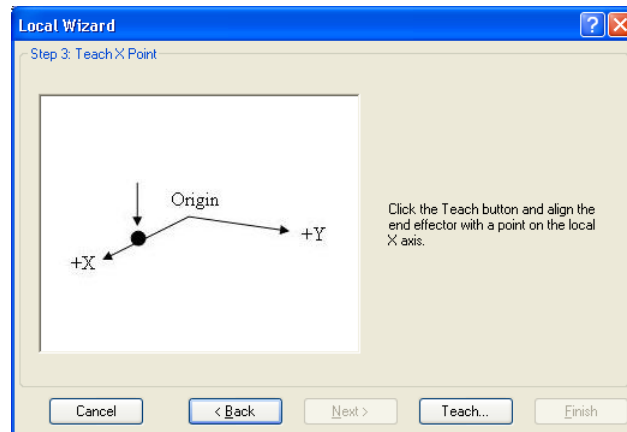 Local Wizard
Step 3: Teach X Point
Origin
+Y
+X
Click the Teach button and align the
end effector with a point on the local
X axis.
Cancel
< Back
Next >
Teach...
Finish